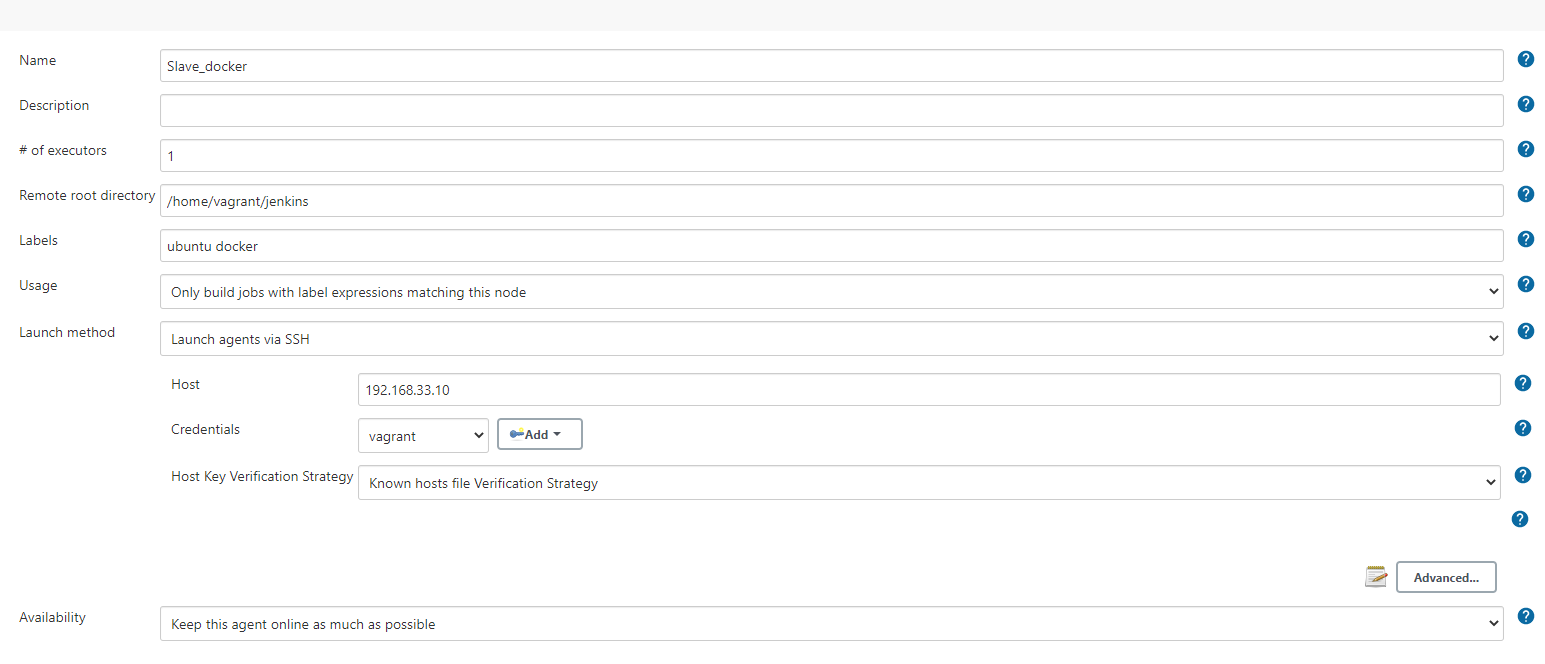 Name
Slave_docker
Description
# of executors
1
Remote root directory
/home/vagrant/jenkins
Labels
ubuntu docker
Usage
Only build jobs with label expressions matching this node
Launch method
Launch agents via SSH
Host
192.168.33.10
Credentials
vagrant
Add
Host Key Verification Strategy
Known hosts file Verification Strategy
Advanced...
Availability
Keep this agent online as much as possible